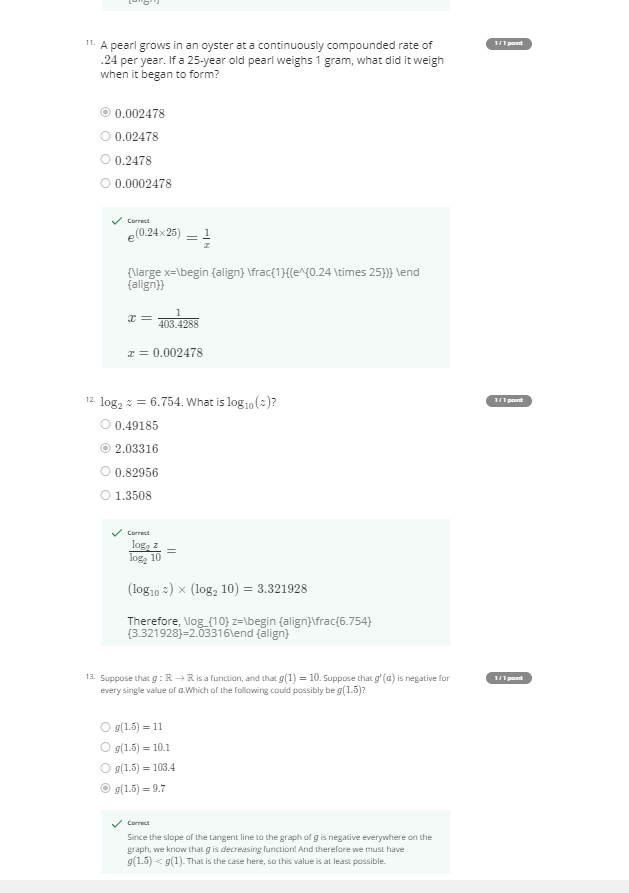 11. A pearl grows in an oyster at a continuously compounded rate of
.24 per year. If a 25-year old pearl weighs 1 gram, what did it weigh
when it began to form?
1 / 1 point
0.002478
0.02478
0.2478
0.0002478
Correct
e^(0.24×25) = 1/x
{\large x=\begin {align} \frac{1}{(e^{0.24 \times 25})} \end
{align}}
x = 1/403.4288
x = 0.002478
12. log₂ z = 6.754. What is log₁₀(z)?
1 / 1 point
0.49185
2.03316
0.82956
1.3508
Correct
log₂ z / log₂ 10 =
(log₁₀ z) × (log₂ 10) = 3.321928
Therefore, \log_{10} z=\begin {align}\frac{6.754}
{3.321928}=2.03316\end {align}
13. Suppose that g : ℝ → ℝ is a function, and that g(1) = 10. Suppose that g′(a) is negative for
every single value of a.Which of the following could possibly be g(1.5)?
1 / 1 point
g(1.5) = 11
g(1.5) = 10.1
g(1.5) = 103.4
g(1.5) = 9.7
Correct
Since the slope of the tangent line to the graph of g is negative everywhere on the
graph, we know that g is decreasing function! And therefore we must have
g(1.5) < g(1). That is the case here, so this value is at least possible.